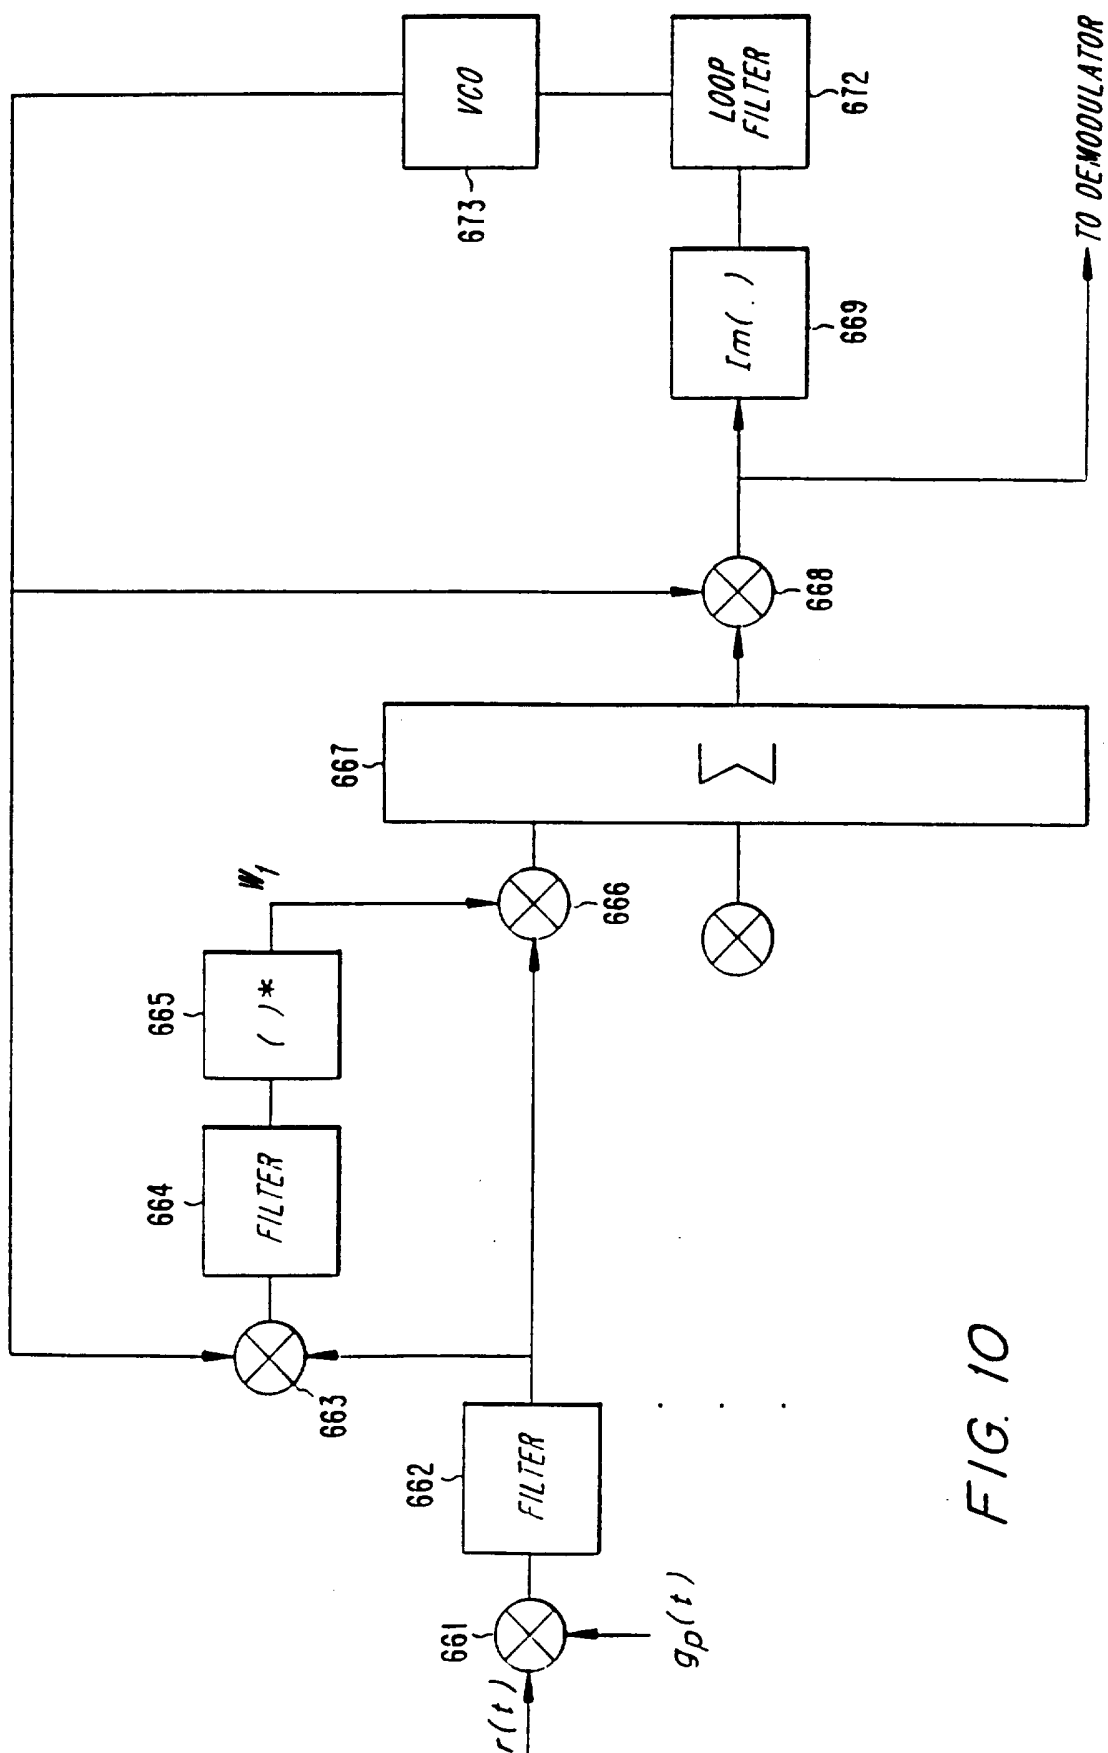 r(t)
661
gp(t)
662
FILTER
663
664
FILTER
665
( )*
W1
666
667
Σ
668
Im( . )
669
LOOP
FILTER
672
VCO
673
TO DEMODULATOR
FIG. 10